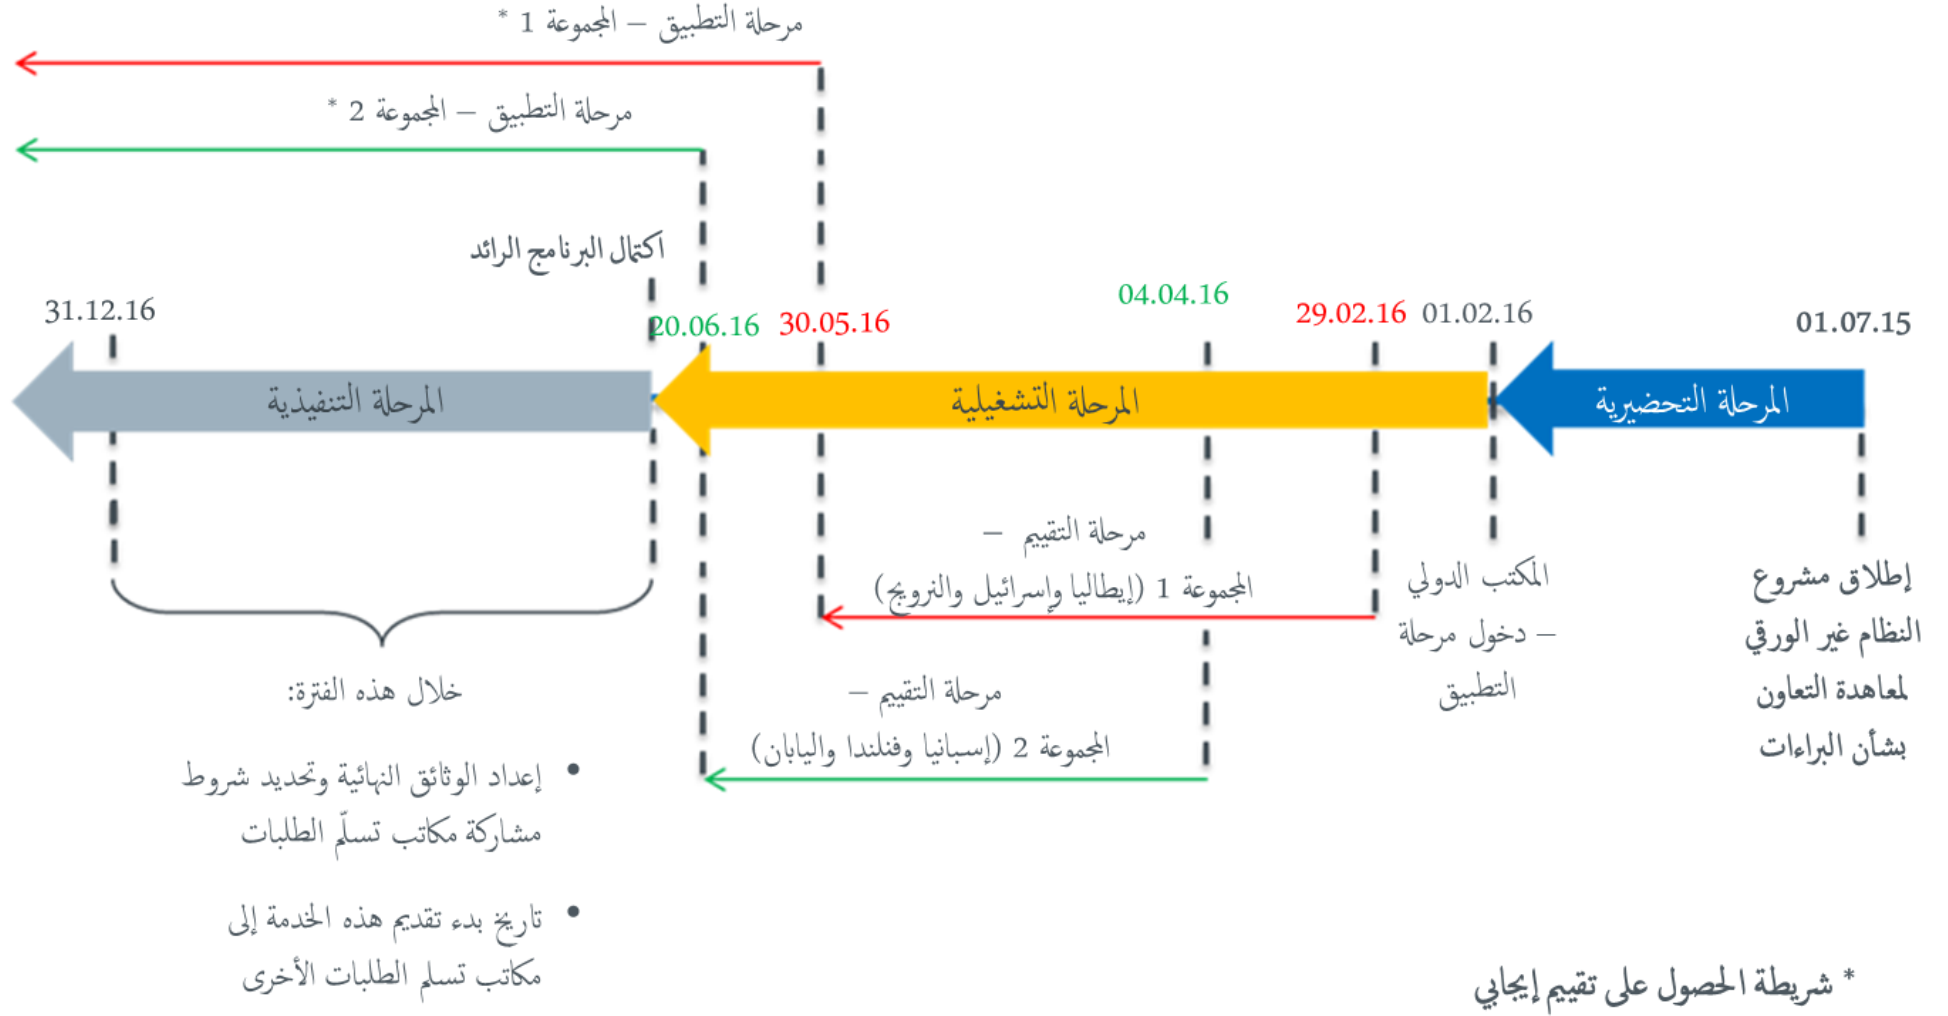 مرحلة التطبيق – المجموعة 1 *
مرحلة التطبيق – المجموعة 2 *
اكتمال البرنامج الرائد
01.07.15
01.02.16
29.02.16
04.04.16
30.05.16
20.06.16
31.12.16
المرحلة التحضيرية
المرحلة التشغيلية
المرحلة التنفيذية
إطلاق مشروع
النظام غير الورقي
لمعاهدة التعاون
بشأن البراءات
المكتب الدولي
– دخول مرحلة
التطبيق
مرحلة التقييم –
المجموعة 1 (إيطاليا وإسرائيل والنرويج)
مرحلة التقييم –
المجموعة 2 (إسبانيا وفنلندا واليابان)
خلال هذه الفترة:
• إعداد الوثائق النهائية وتحديد شروط
مشاركة مكاتب تسلّم الطلبات
• تاريخ بدء تقديم هذه الخدمة إلى
مكاتب تسلم الطلبات الأخرى
* شريطة الحصول على تقييم إيجابي